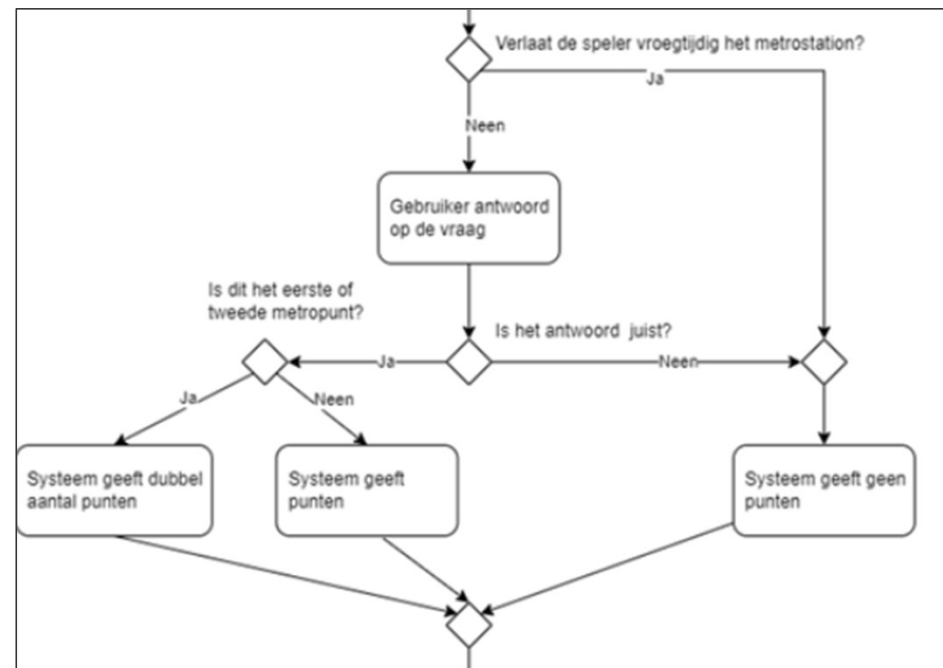 Verlaat de speler vroegtijdig het metrostation?
Ja
Neen
Gebruiker antwoord
op de vraag
Is dit het eerste of
tweede metropunt?
Is het antwoord juist?
Ja
Neen
Ja
Neen
Systeem geeft dubbel
aantal punten
Systeem geeft
punten
Systeem geeft geen
punten